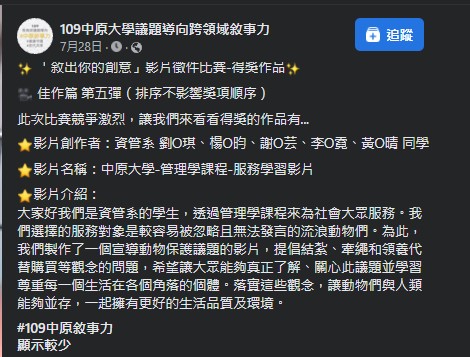 109中原大學議題導向跨領域敘事力
7月28日
追蹤
「敘出你的創意」影片徵件比賽-得獎作品
佳作篇 第五彈（排序不影響獎項順序）
此次比賽競爭激烈，讓我們來看看得獎的作品有...
影片創作者：資管系 劉O琪、楊O昀、謝O芸、李O霓、黃O晴 同學
影片名稱：中原大學-管理學課程-服務學習影片
影片介紹：
大家好我們是資管系的學生，透過管理學課程來為社會大眾服務。我
們選擇的服務對象是較容易被忽略且無法發言的流浪動物們。為此，
我們製作了一個宣導動物保護議題的影片，提倡結紮、牽繩和領養代
替購買等觀念的問題，希望讓大眾能夠真正了解、關心此議題並學習
尊重每一個生活在各個角落的個體。落實這些觀念，讓動物們與人類
能夠並存，一起擁有更好的生活品質及環境。
#109中原敘事力
顯示較少